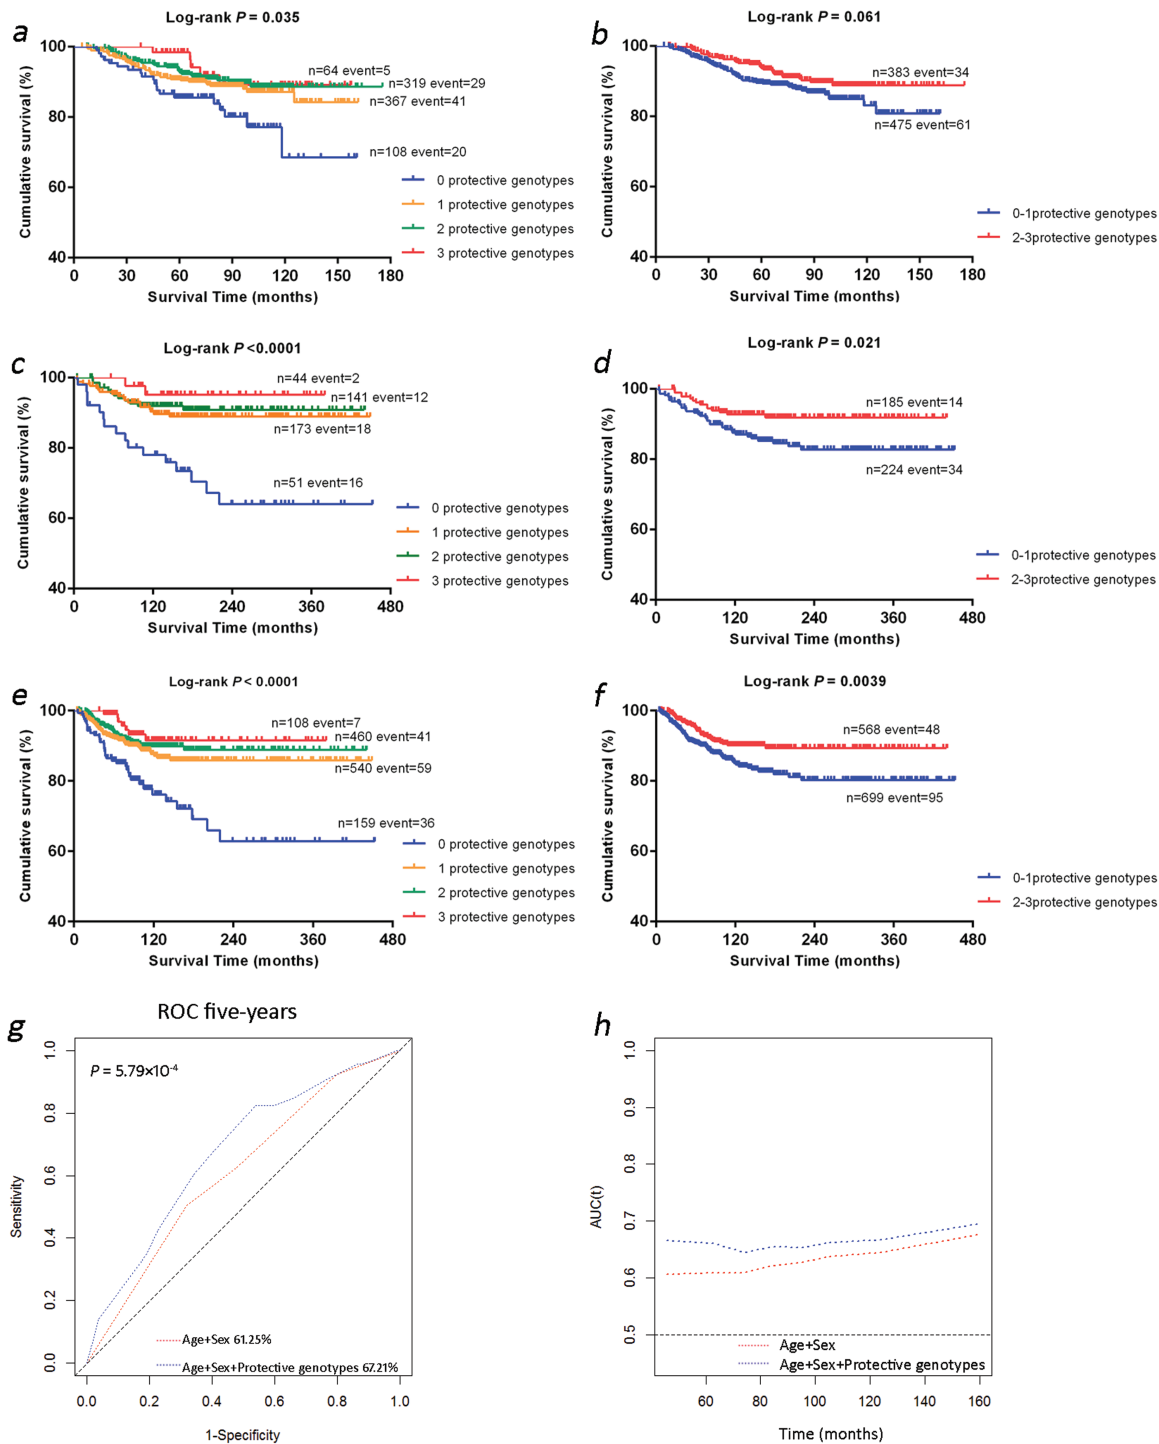 a
Log-rank P = 0.035
Cumulative survival (%)
100
80
60
40
0 30 60 90 120 150 180
Survival Time (months)
n=64 event=5
n=319 event=29
n=367 event=41
n=108 event=20
0 protective genotypes
1 protective genotypes
2 protective genotypes
3 protective genotypes
b
Log-rank P = 0.061
Cumulative survival (%)
100
80
60
40
0 30 60 90 120 150 180
Survival Time (months)
n=383 event=34
n=475 event=61
0-1protective genotypes
2-3protective genotypes
c
Log-rank P <0.0001
Cumulative survival (%)
100
80
60
40
0 120 240 360 480
Survival Time (months)
n=44 event=2
n=141 event=12
n=173 event=18
n=51 event=16
0 protective genotypes
1 protective genotypes
2 protective genotypes
3 protective genotypes
d
Log-rank P = 0.021
Cumulative survival (%)
100
80
60
40
0 120 240 360 480
Survival Time (months)
n=185 event=14
n=224 event=34
0-1protective genotypes
2-3protective genotypes
e
Log-rank P < 0.0001
Cumulative survival (%)
100
80
60
40
0 120 240 360 480
Survival Time (months)
n=108 event=7
n=460 event=41
n=540 event=59
n=159 event=36
0 protective genotypes
1 protective genotypes
2 protective genotypes
3 protective genotypes
f
Log-rank P = 0.0039
Cumulative survival (%)
100
80
60
40
0 120 240 360 480
Survival Time (months)
n=568 event=48
n=699 event=95
0-1protective genotypes
2-3protective genotypes
g
ROC five-years
P = 5.79×10⁻⁴
Sensitivity
1.0
0.8
0.6
0.4
0.2
0.0
Age+Sex 61.25%
Age+Sex+Protective genotypes 67.21%
0.0 0.2 0.4 0.6 0.8 1.0
1-Specificity
h
AUC(t)
1.0
0.9
0.8
0.7
0.6
0.5
Age+Sex
Age+Sex+Protective genotypes
60 80 100 120 140 160
Time (months)